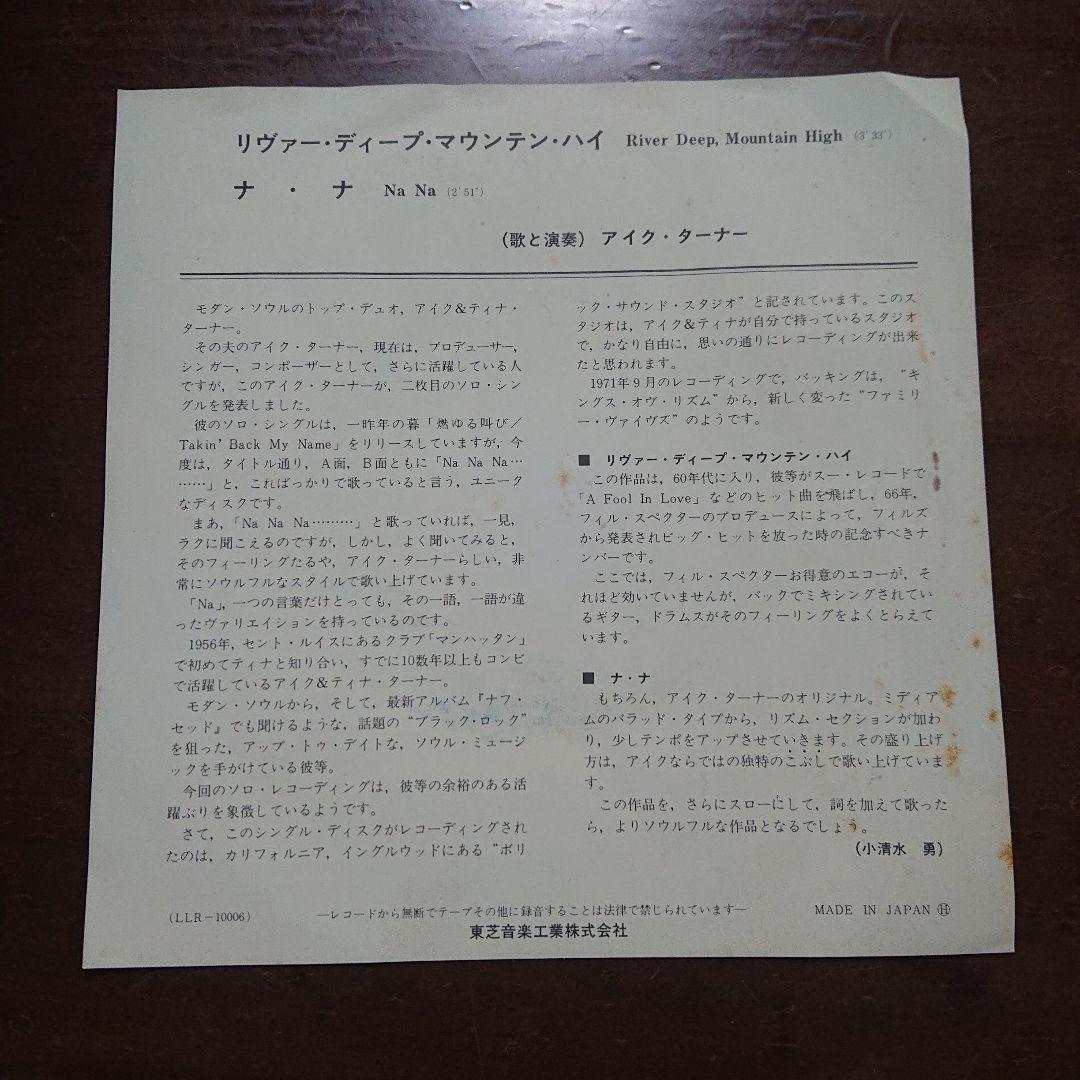 リヴァー・ディープ・マウンテン・ハイ River Deep, Mountain High (3′33″)
ナ・ナ Na Na (2′51″)
(歌と演奏) アイク・ターナー
モダン・ソウルのトップ・デュオ，アイク&ティナ・
ターナー。
その夫のアイク・ターナー，現在は，プロデューサー，
シンガー，コンポーザーとして，さらに活躍している人
ですが，このアイク・ターナーが，二枚目のソロ・シン
グルを発表しました。
彼のソロ・シングルは，一昨年の暮「燃ゆる叫び／
Takin' Back My Name」をリリースしていますが，今
度は，タイトル通り，A面，B面ともに「Na Na Na…
………」と，こればっかりで歌っていると言う，ユニーク
なディスクです。
まあ，「Na Na Na………」と歌っていれば，一見，
ラクに聞こえるのですが，しかし，よく聞いてみると，
そのフィーリングたるや，アイク・ターナーらしい，非
常にソウルフルなスタイルで歌い上げています。
「Na」，一つの言葉だけとっても，その一語，一語が違
ったヴァリエイションを持っているのです。
1956年，セント・ルイスにあるクラブ「マンハッタン」
で初めてティナと知り合い，すでに10数年以上もコンビ
で活躍しているアイク&ティナ・ターナー。
モダン・ソウルから，そして，最新アルバム『ナフ・
セッド』でも聞けるような，話題の“ブラック・ロック”
を狙った，アップ・トゥ・デイトな，ソウル・ミュージ
ックを手がけている彼等。
今回のソロ・レコーディングは，彼等の余裕のある活
躍ぶりを象徴しているようです。
さて，このシングル・ディスクがレコーディングされ
たのは，カリフォルニア，イングルウッドにある“ボリ
ック・サウンド・スタジオ”と記されています。このス
タジオは，アイク&ティナが自分で持っているスタジオ
で，かなり自由に，思いの通りにレコーディングが出来
たと思われます。
1971年9月のレコーディングで，バッキングは，“キ
ングス・オヴ・リズム”から，新しく変った“ファミリ
ー・ヴァイヴズ”のようです。
■ リヴァー・ディープ・マウンテン・ハイ
この作品は，60年代に入り，彼等がスー・レコードで
「A Fool In Love」などのヒット曲を飛ばし，66年，
フィル・スペクターのプロデュースによって，フィルズ
から発表されビッグ・ヒットを放った時の記念すべきナ
ンバーです。
ここでは，フィル・スペクターお得意のエコーが，そ
れほど効いていませんが，バックでミキシングされてい
るギター，ドラムスがそのフィーリングをよくとらえて
います。
■ ナ・ナ
もちろん，アイク・ターナーのオリジナル。ミディア
ムのバラッド・タイプから，リズム・セクションが加わ
り，少しテンポをアップさせていきます。その盛り上げ
方は，アイクならではの独特のこぶしで歌い上げていま
す。
この作品を，さらにスローにして，詞を加えて歌った
ら，よりソウルフルな作品となるでしょう。
(小清水 勇)
(LLR-10006)
―レコードから無断でテープその他に録音することは法律で禁じられています―
MADE IN JAPAN Ⓗ
東芝音楽工業株式会社